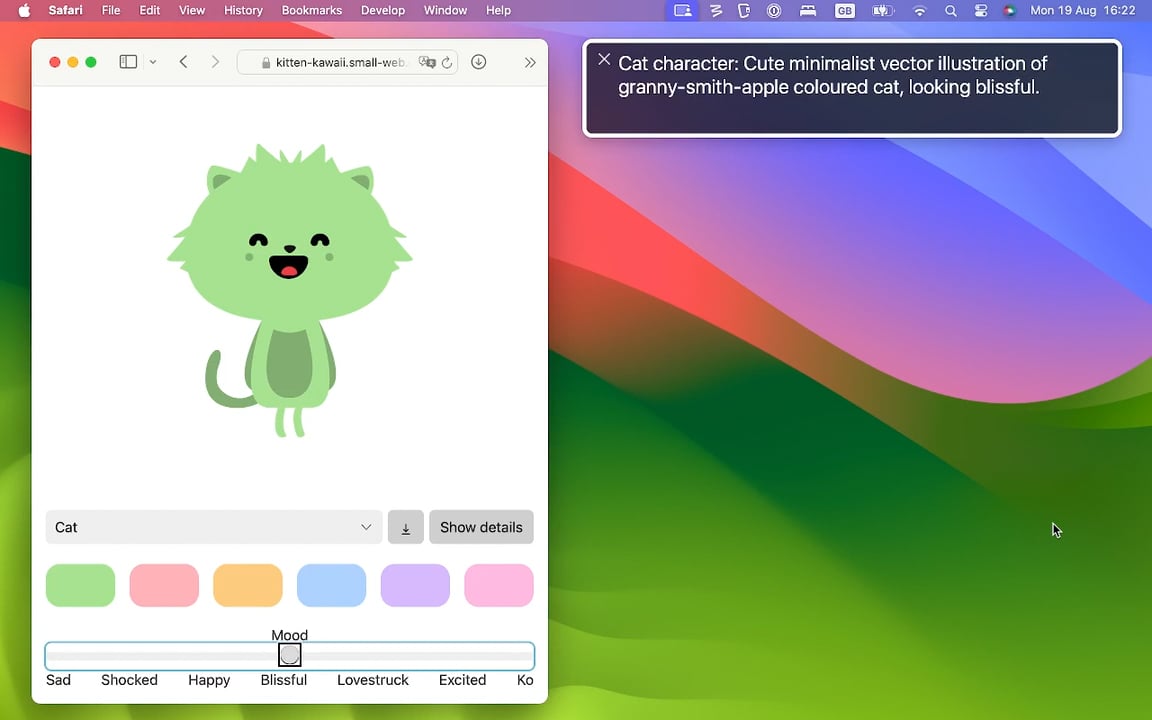 Safari File Edit View History Bookmarks Develop Window Help GB Mon 19 Aug 16:22
kitten-kawaii.small-web.
Cat character: Cute minimalist vector illustration of
granny-smith-apple coloured cat, looking blissful.
Cat Show details
Mood
Sad Shocked Happy Blissful Lovestruck Excited Ko